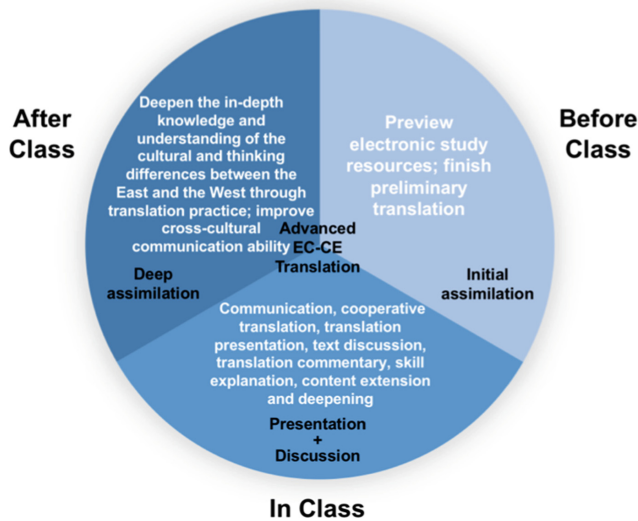 After
Class
Deepen the in-depth
knowledge and
understanding of the
cultural and thinking
differences between the
East and the West through
translation practice; improve
cross-cultural
communication ability
Deep
assimilation
Before
Class
Preview
electronic study
resources; finish
preliminary
translation
Initial
assimilation
Advanced
EC-CE
Translation
Communication, cooperative
translation, translation
presentation, text discussion,
translation commentary, skill
explanation, content extension
and deepening
Presentation
+
Discussion
In Class